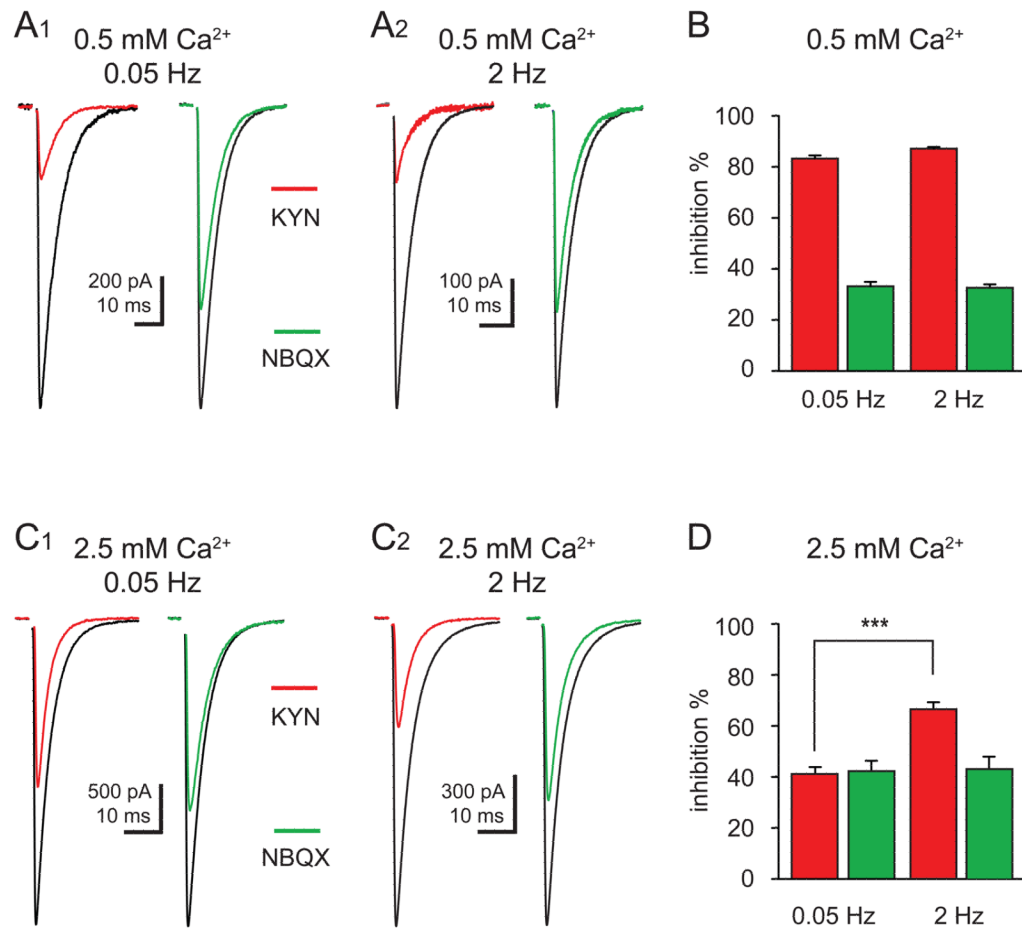 A1
0.5 mM Ca²⁺
0.05 Hz
KYN
200 pA
10 ms
NBQX
A2
0.5 mM Ca²⁺
2 Hz
100 pA
10 ms
B
0.5 mM Ca²⁺
inhibition %
100
80
60
40
20
0
0.05 Hz
2 Hz
C1
2.5 mM Ca²⁺
0.05 Hz
KYN
500 pA
10 ms
NBQX
C2
2.5 mM Ca²⁺
2 Hz
300 pA
10 ms
D
2.5 mM Ca²⁺
inhibition %
100
80
60
40
20
0
***
0.05 Hz
2 Hz